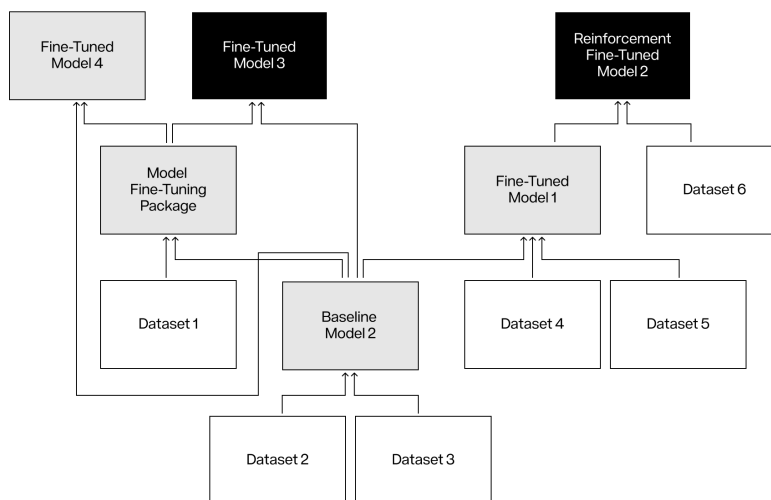 Fine-Tuned
Model 4
Fine-Tuned
Model 3
Reinforcement
Fine-Tuned
Model 2
Model
Fine-Tuning
Package
Fine-Tuned
Model 1
Dataset 6
Dataset 1
Baseline
Model 2
Dataset 4
Dataset 5
Dataset 2
Dataset 3